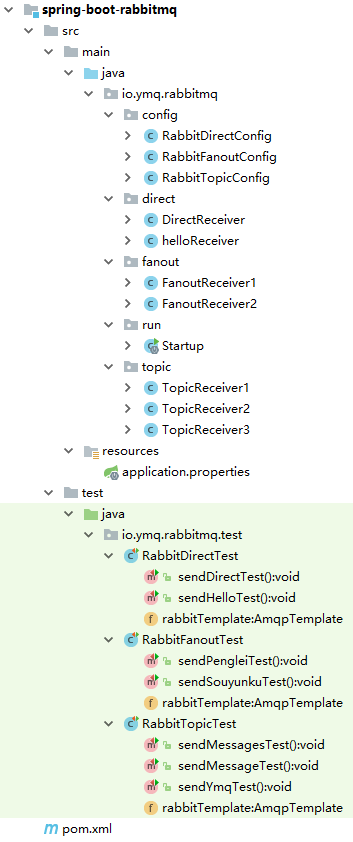 spring-boot-rabbitmq
src
main
java
io.ymq.rabbitmq
config
RabbitDirectConfig
RabbitFanoutConfig
RabbitTopicConfig
direct
DirectReceiver
helloReceiver
fanout
FanoutReceiver1
FanoutReceiver2
run
Startup
topic
TopicReceiver1
TopicReceiver2
TopicReceiver3
resources
application.properties
test
java
io.ymq.rabbitmq.test
RabbitDirectTest
sendDirectTest():void
sendHelloTest():void
rabbitTemplate:AmqpTemplate
RabbitFanoutTest
sendPengleiTest():void
sendSouyunkuTest():void
rabbitTemplate:AmqpTemplate
RabbitTopicTest
sendMessagesTest():void
sendMessageTest():void
sendYmqTest():void
rabbitTemplate:AmqpTemplate
pom.xml